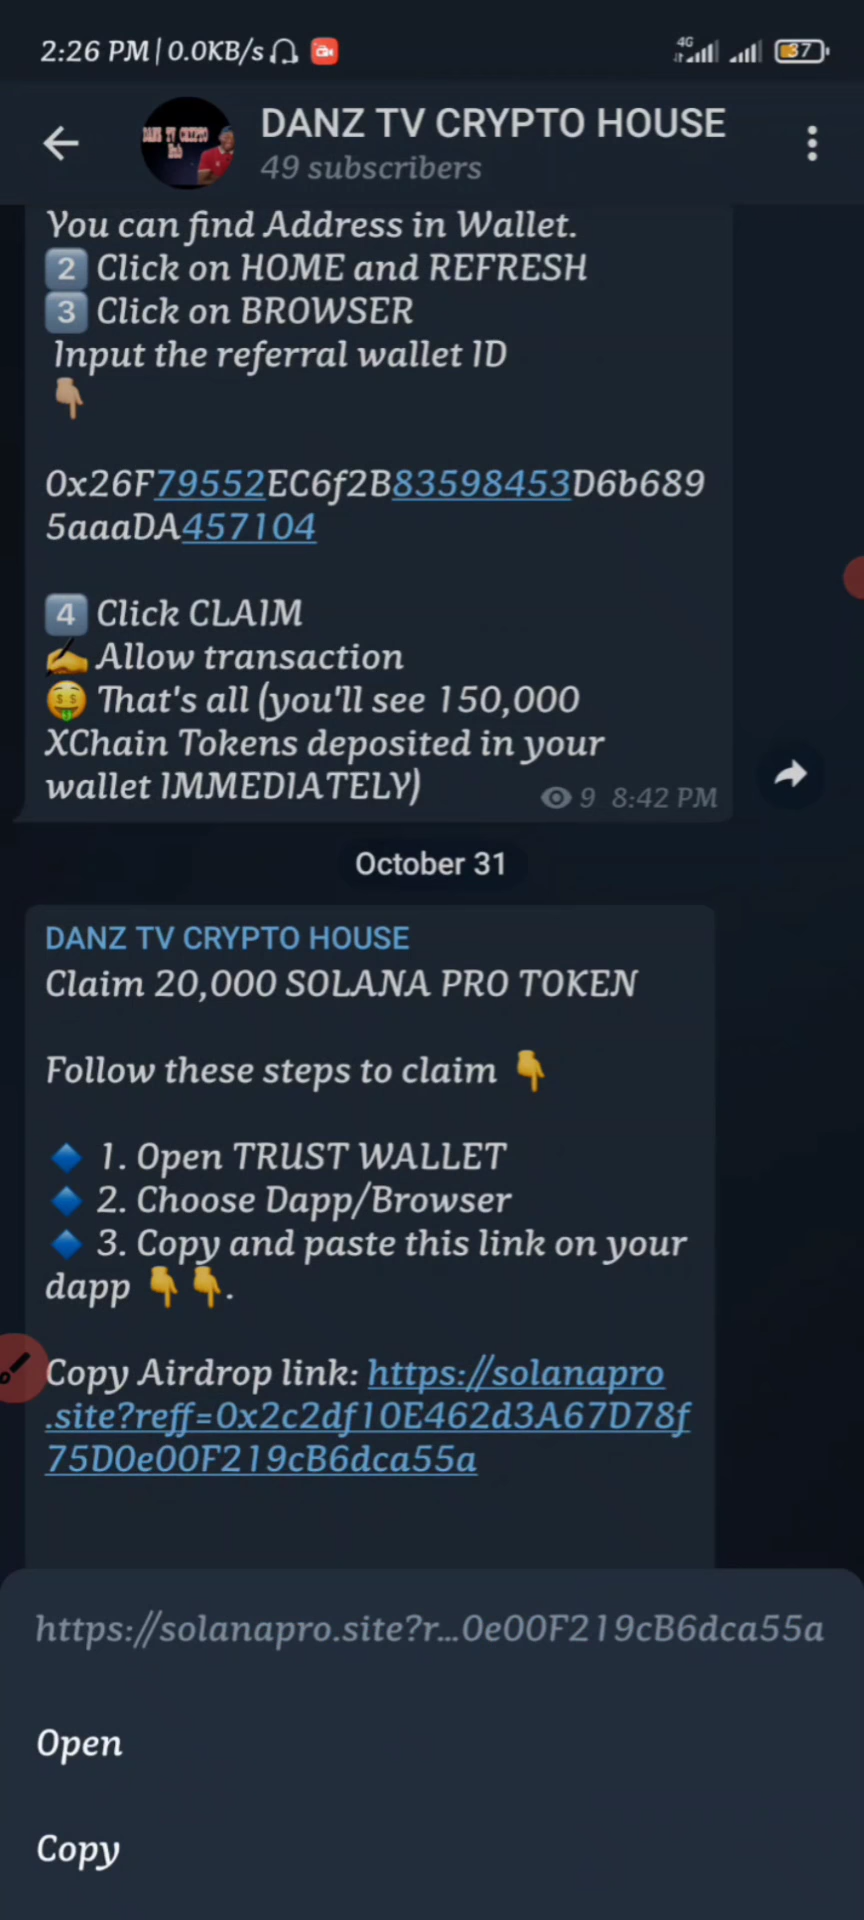 2:26 PM | 0.0KB/s
4G
37
DANZ TV CRYPTO HOUSE
49 subscribers
You can find Address in Wallet.
2 Click on HOME and REFRESH
3 Click on BROWSER
Input the referral wallet ID
👇🏼
0x26F79552EC6f2B83598453D6b689
5aaaDA457104
4 Click CLAIM
✍️ Allow transaction
🤑 That's all (you'll see 150,000
XChain Tokens deposited in your
wallet IMMEDIATELY)
9 8:42 PM
October 31
DANZ TV CRYPTO HOUSE
Claim 20,000 SOLANA PRO TOKEN
Follow these steps to claim 👇
🔷 1. Open TRUST WALLET
🔷 2. Choose Dapp/Browser
🔷 3. Copy and paste this link on your
dapp 👇👇.
Copy Airdrop link: https://solanapro
.site?reff=0x2c2df10E462d3A67D78f
75D0e00F219cB6dca55a
https://solanapro.site?r...0e00F219cB6dca55a
Open
Copy